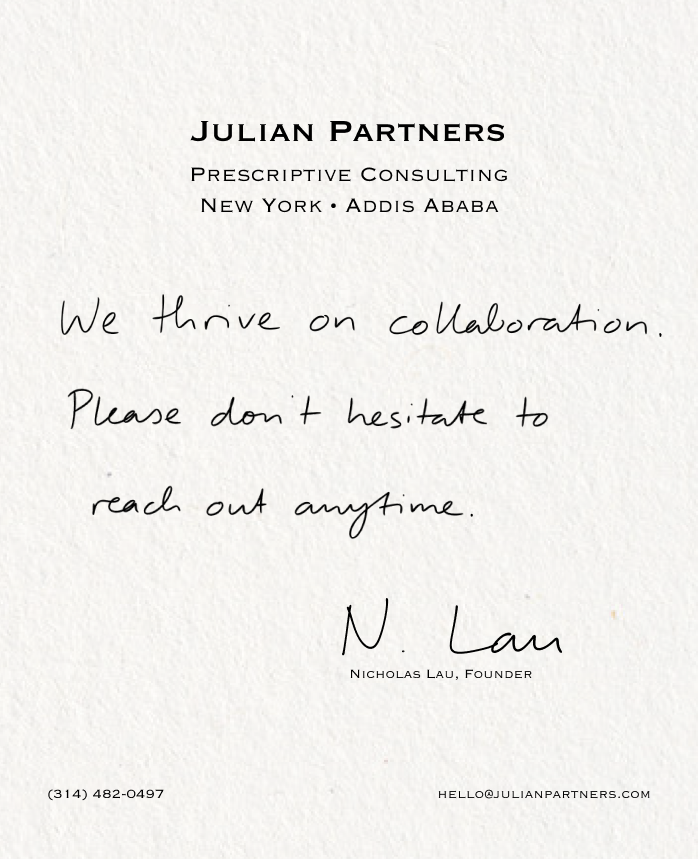 Julian Partners
Prescriptive Consulting
New York • Addis Ababa
We thrive on collaboration.
Please don't hesitate to
reach out anytime.
N. Lau
Nicholas Lau, Founder
(314) 482-0497
hello@julianpartners.com